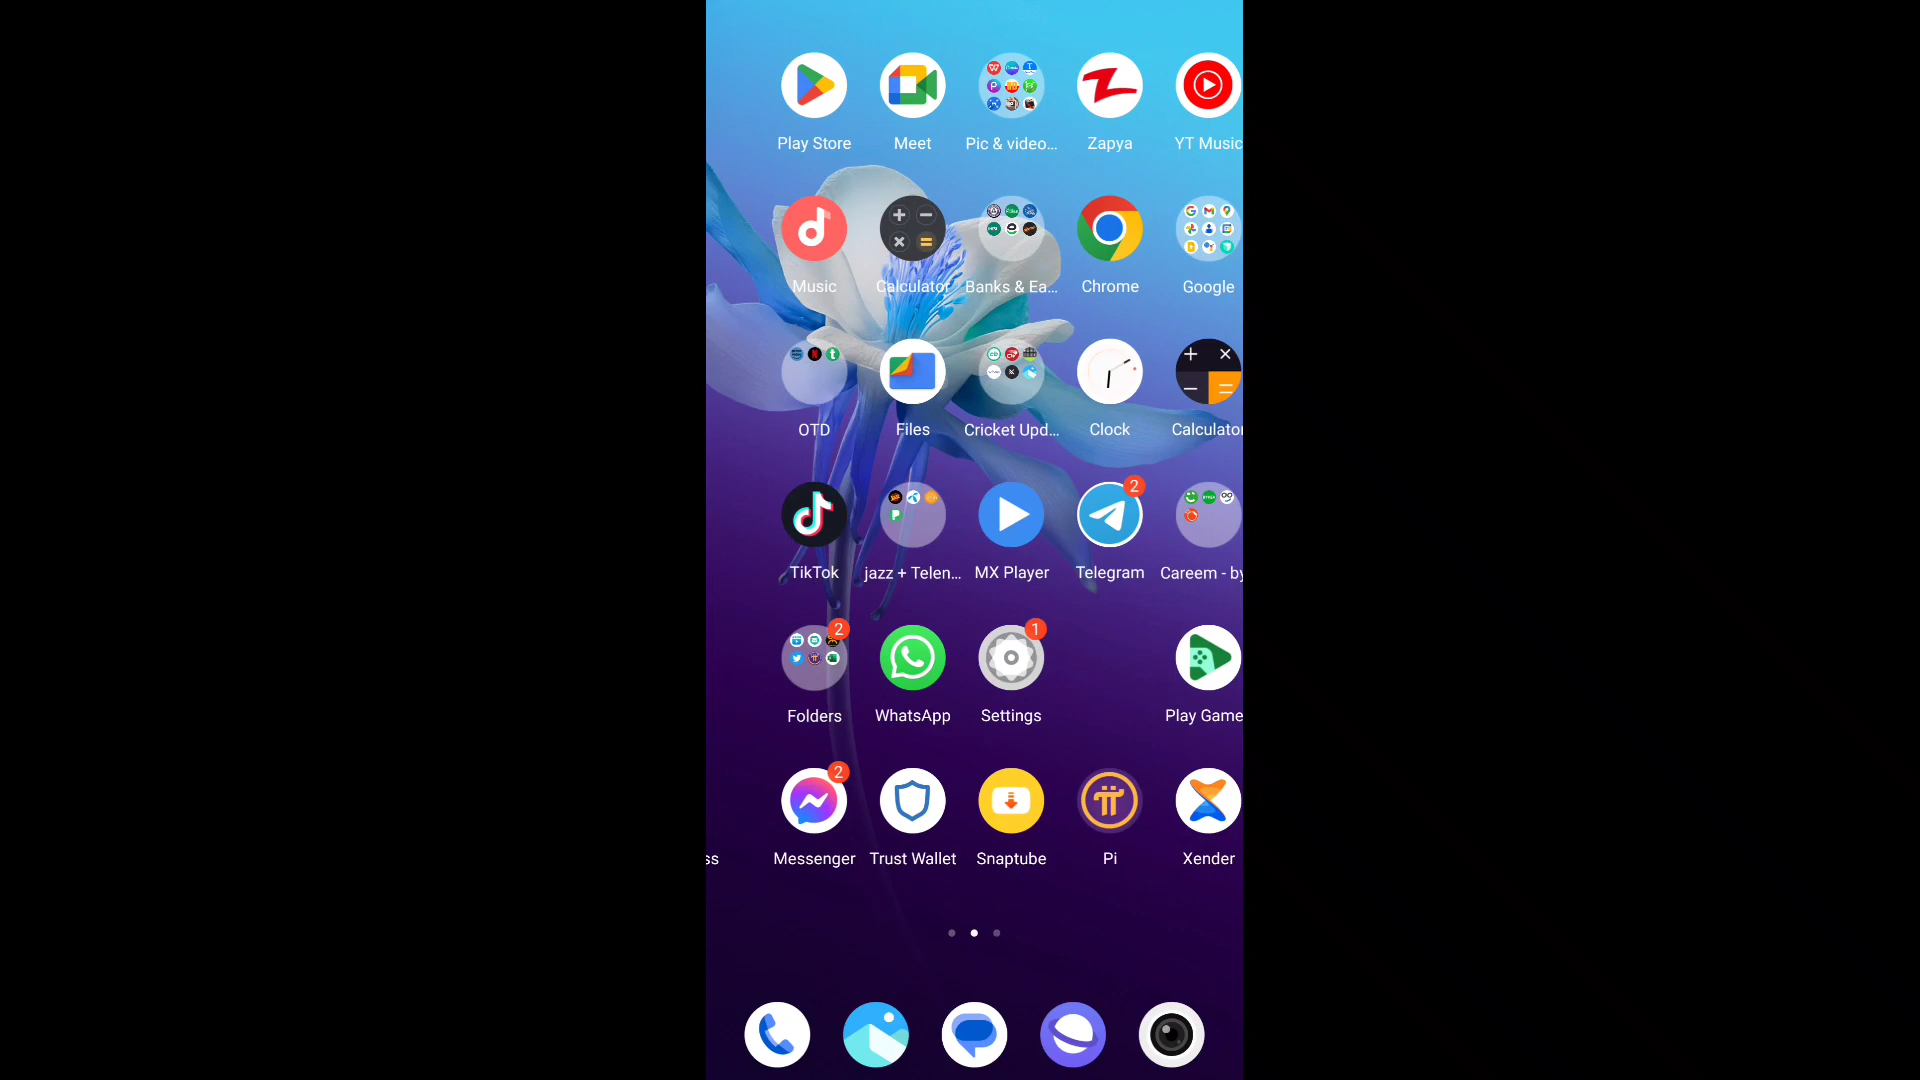 Play Store Meet Pic & video... Zapya YT Music
Music Calculator Banks & Ea... Chrome Google
OTD Files Cricket Upd... Clock Calculator
2
TikTok jazz + Telen... MX Player Telegram Careem - by
2 1
Folders WhatsApp Settings Play Game
2
ss Messenger Trust Wallet Snaptube Pi Xender